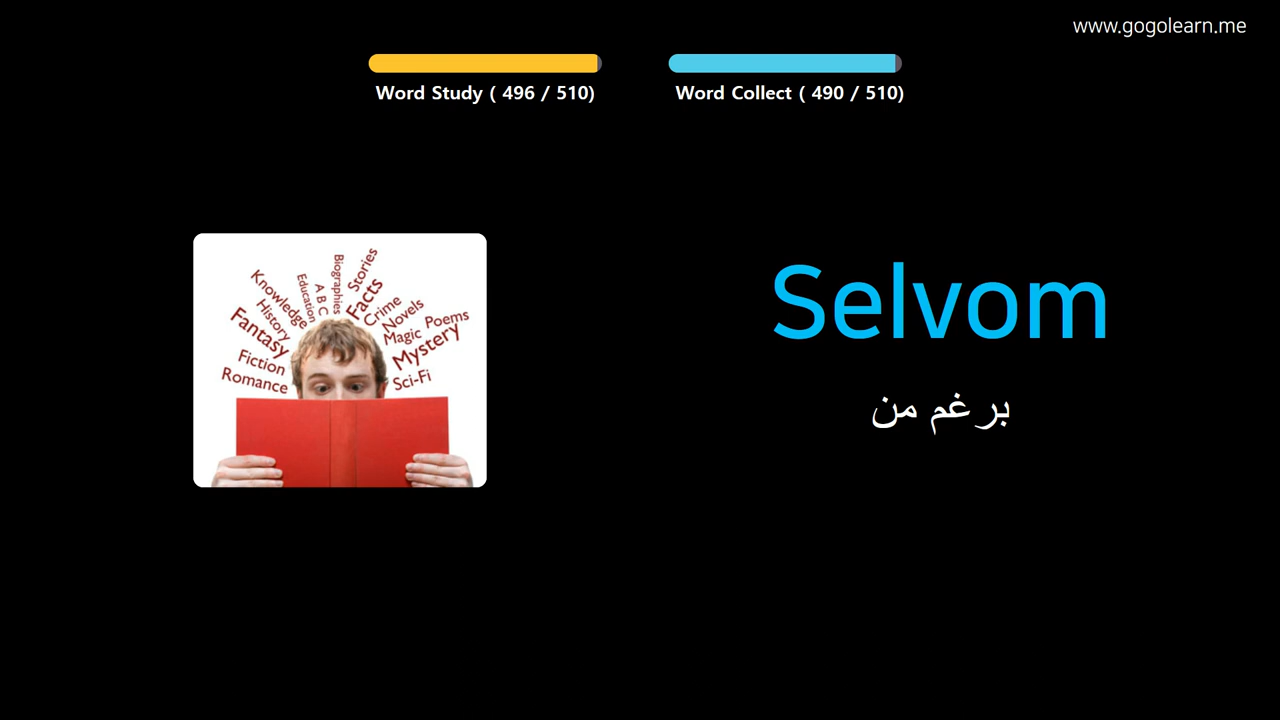 www.gogolearn.me
Word Study ( 496 / 510)
Word Collect ( 490 / 510)
Stories
Biographies
Facts
A B C
Education
Knowledge
Crime
History
Novels
Fantasy
Magic
Poems
Mystery
Fiction
Romance
Sci-Fi
Selvom
برغم من